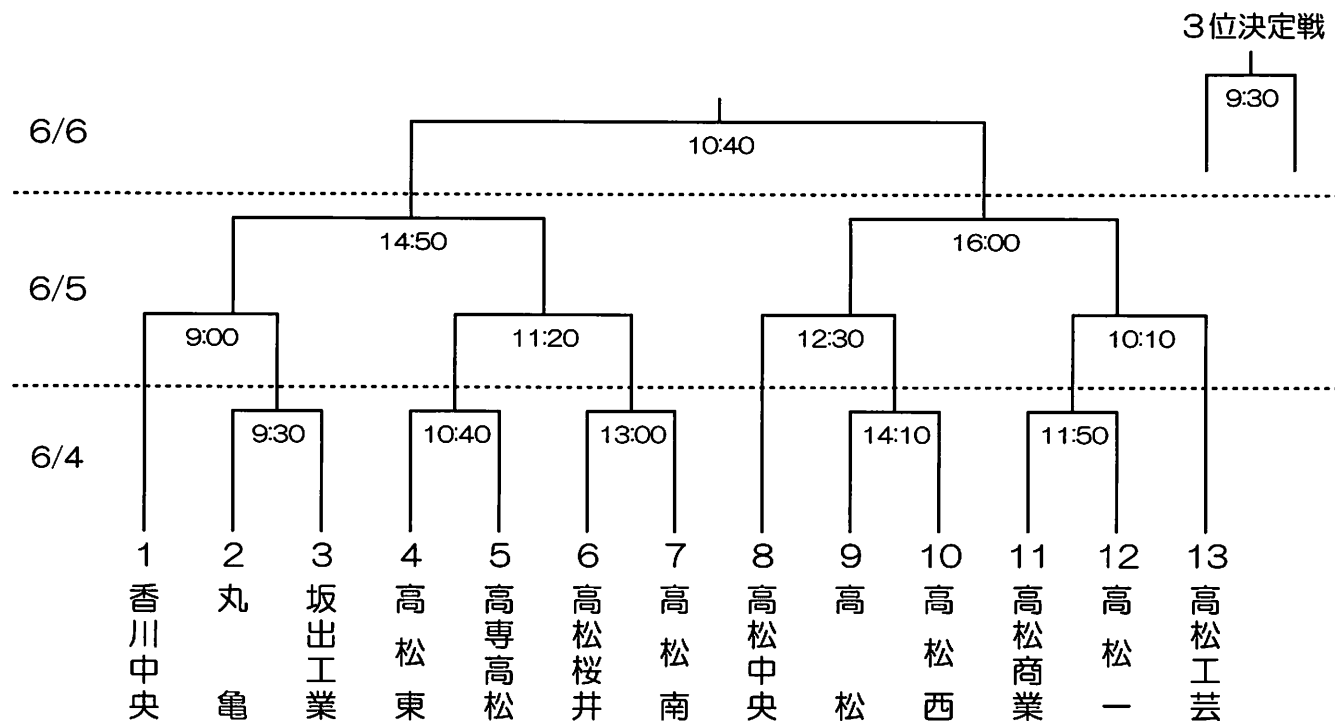 3位決定戦
9:30
6/6
10:40
14:50
16:00
6/5
9:00
11:20
12:30
10:10
9:30
10:40
13:00
14:10
11:50
6/4
1
2
3
4
5
6
7
8
9
10
11
12
13
香川中央
丸亀
坂出工業
高松東
高専高松
高松桜井
高松南
高松中央
高松
高松西
高松商業
高松一
高松工芸